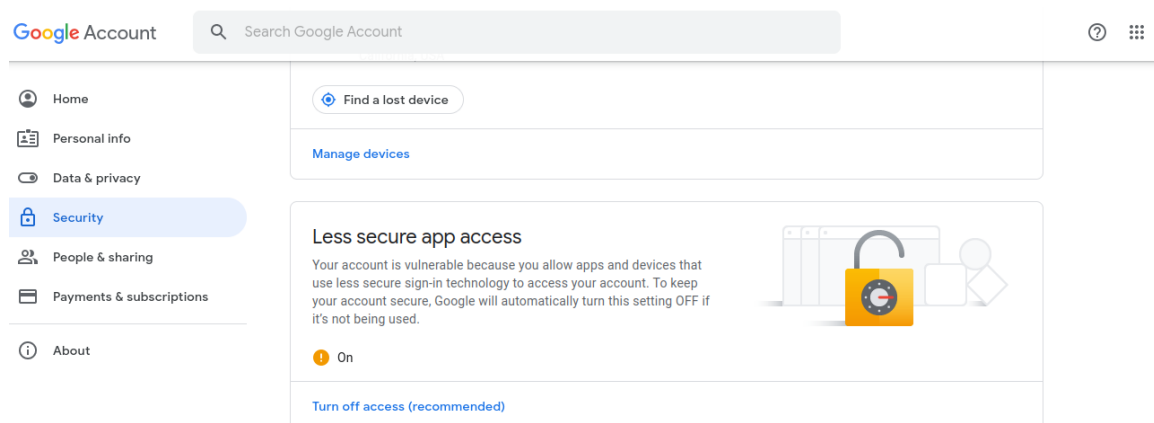 Google Account
Search Google Account
Home
Personal info
Data & privacy
Security
People & sharing
Payments & subscriptions
About
Find a lost device
Manage devices
Less secure app access
Your account is vulnerable because you allow apps and devices that
use less secure sign-in technology to access your account. To keep
your account secure, Google will automatically turn this setting OFF if
it's not being used.
On
Turn off access (recommended)